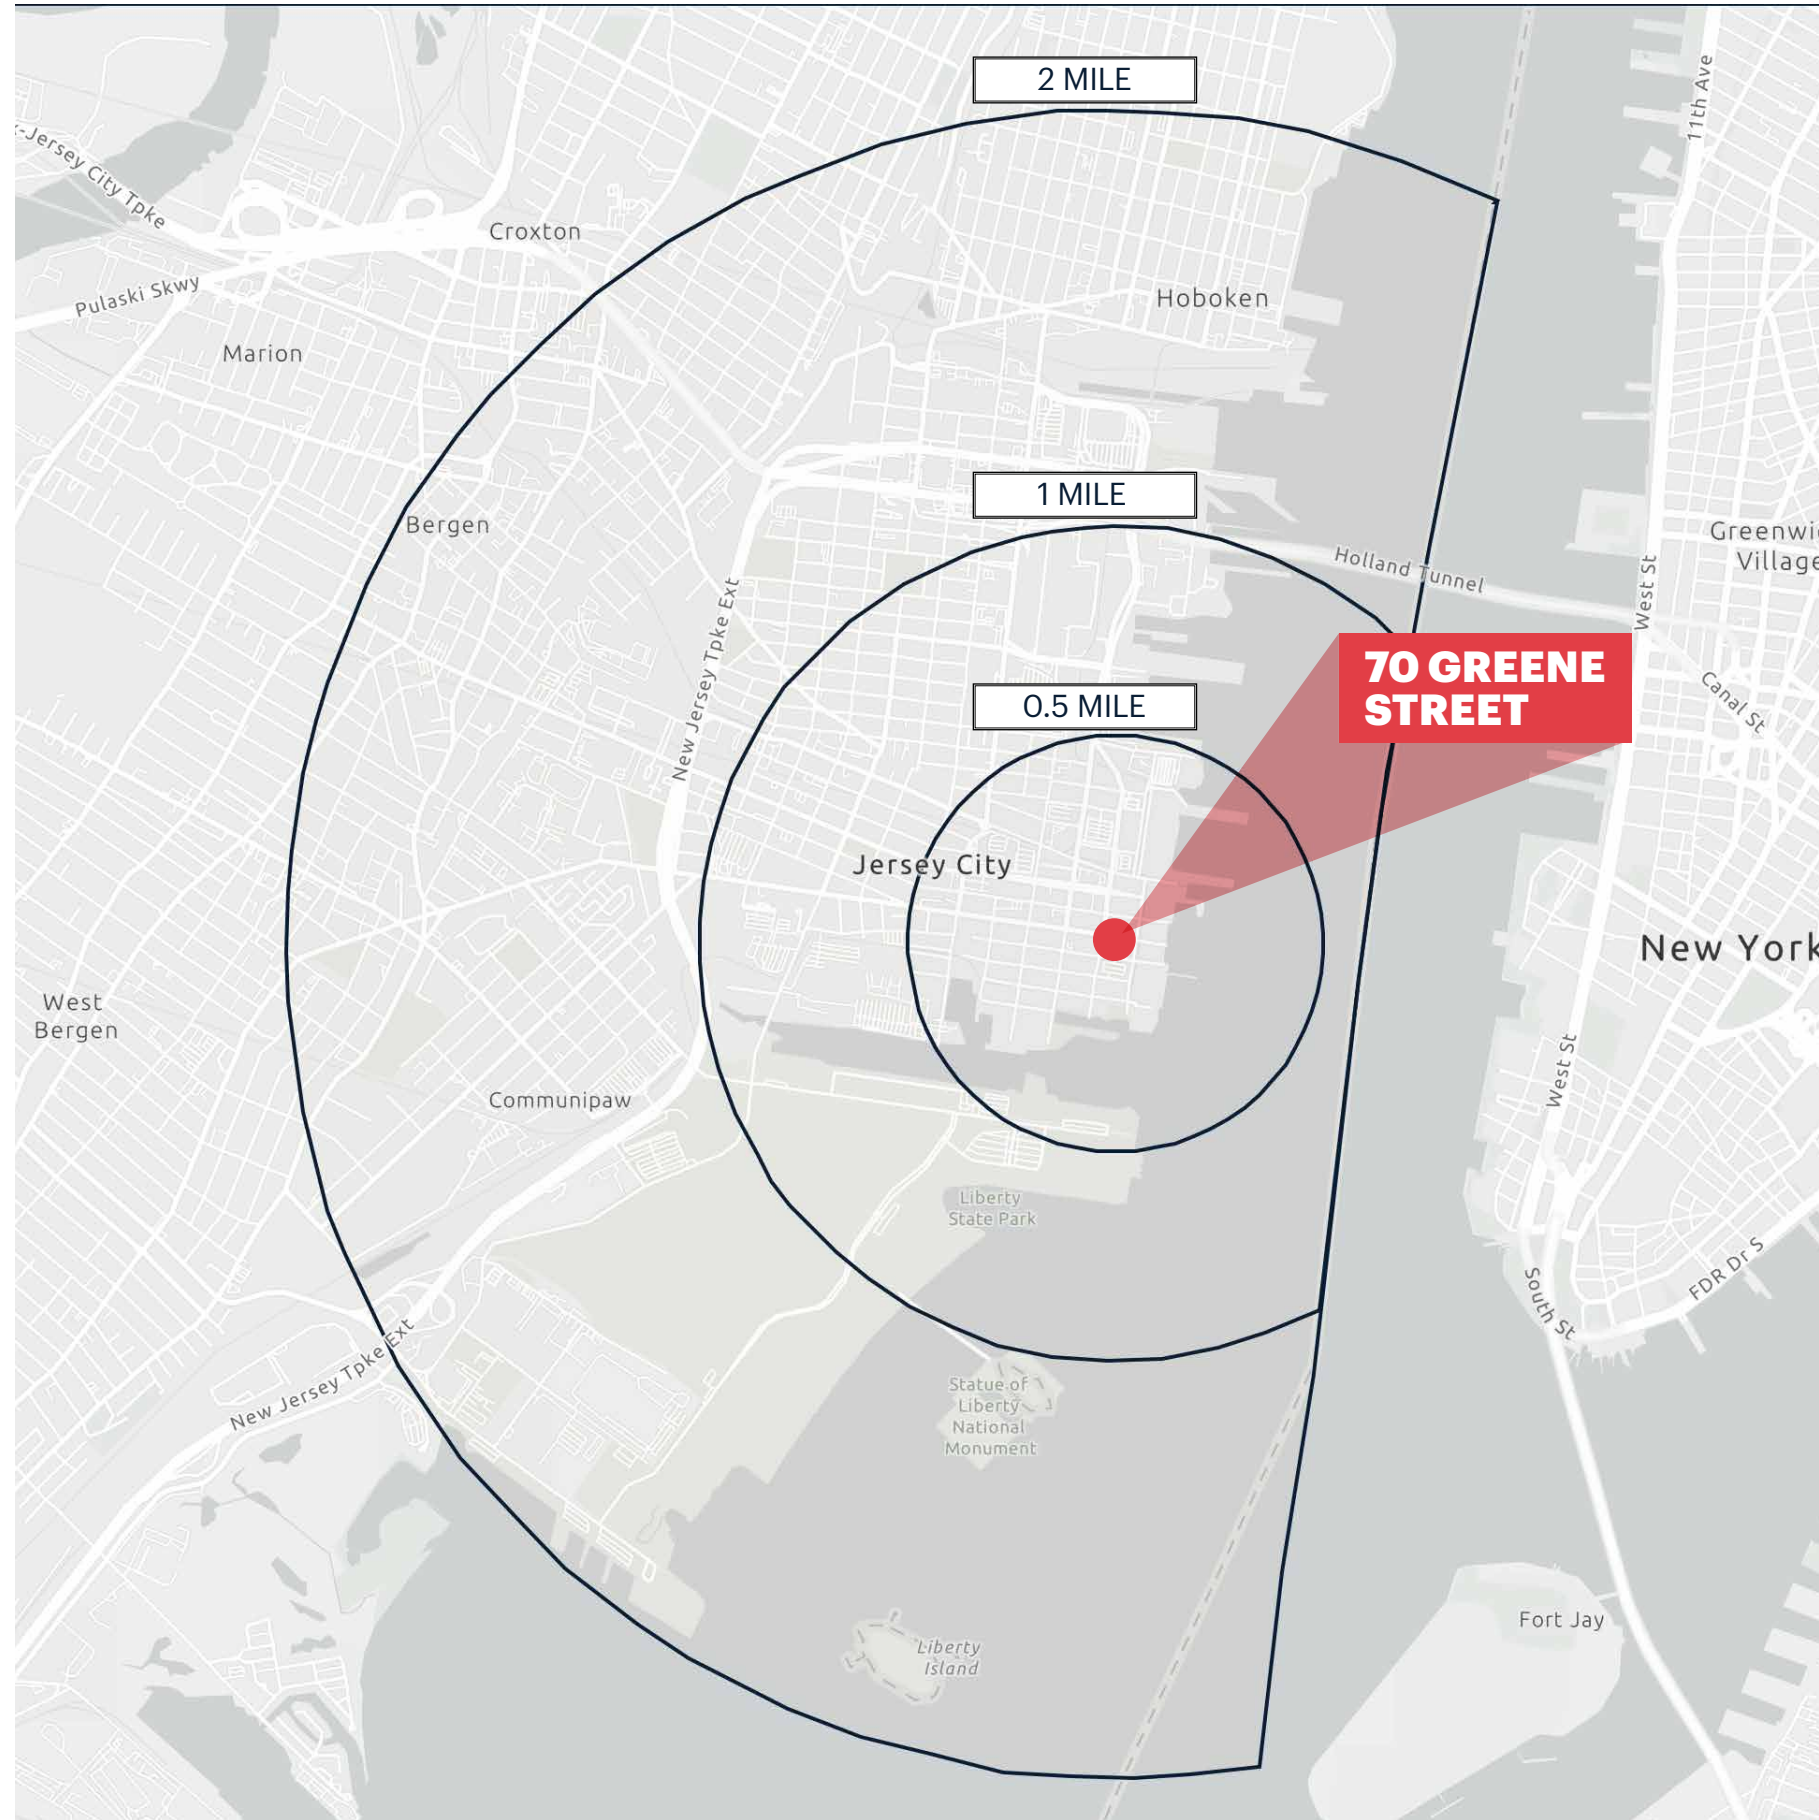 2 MILE
11th Ave
-Jersey City Tpke
Croxton
Pulaski Skwy
Hoboken
Marion
1 MILE
Bergen
Greenwi
Village
Holland Tunnel
West St
New Jersey Tpke Ext
70 GREENE
STREET
Canal St
0.5 MILE
Jersey City
New York
West
Bergen
West St
Communipaw
Liberty
State Park
FDR Dr S
South St
New Jersey Tpke Ext
Statue of
Liberty
National
Monument
Fort Jay
Liberty
Island